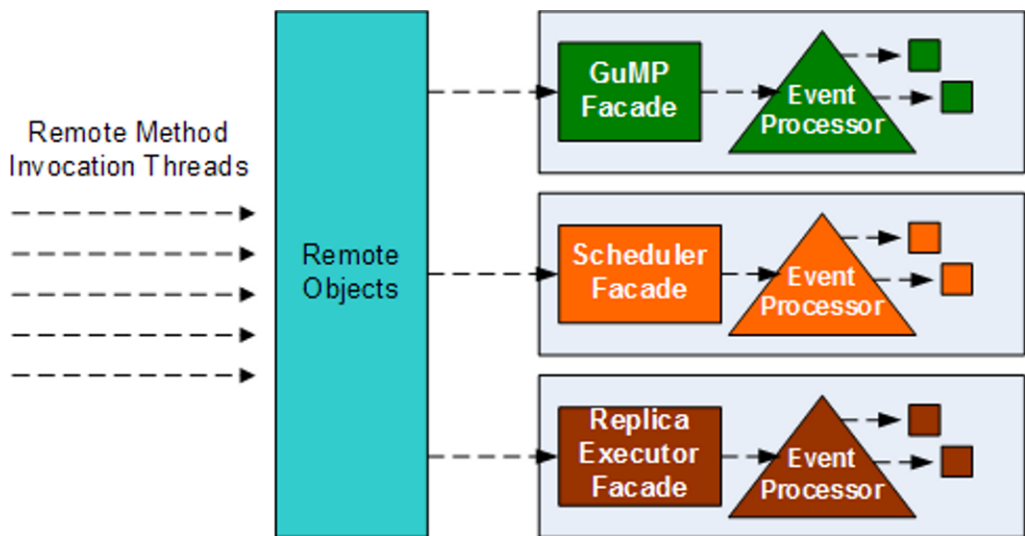 Remote Method
Invocation Threads
Remote
Objects
GuMP
Facade
Event
Processor
Scheduler
Facade
Event
Processor
Replica
Executor
Facade
Event
Processor